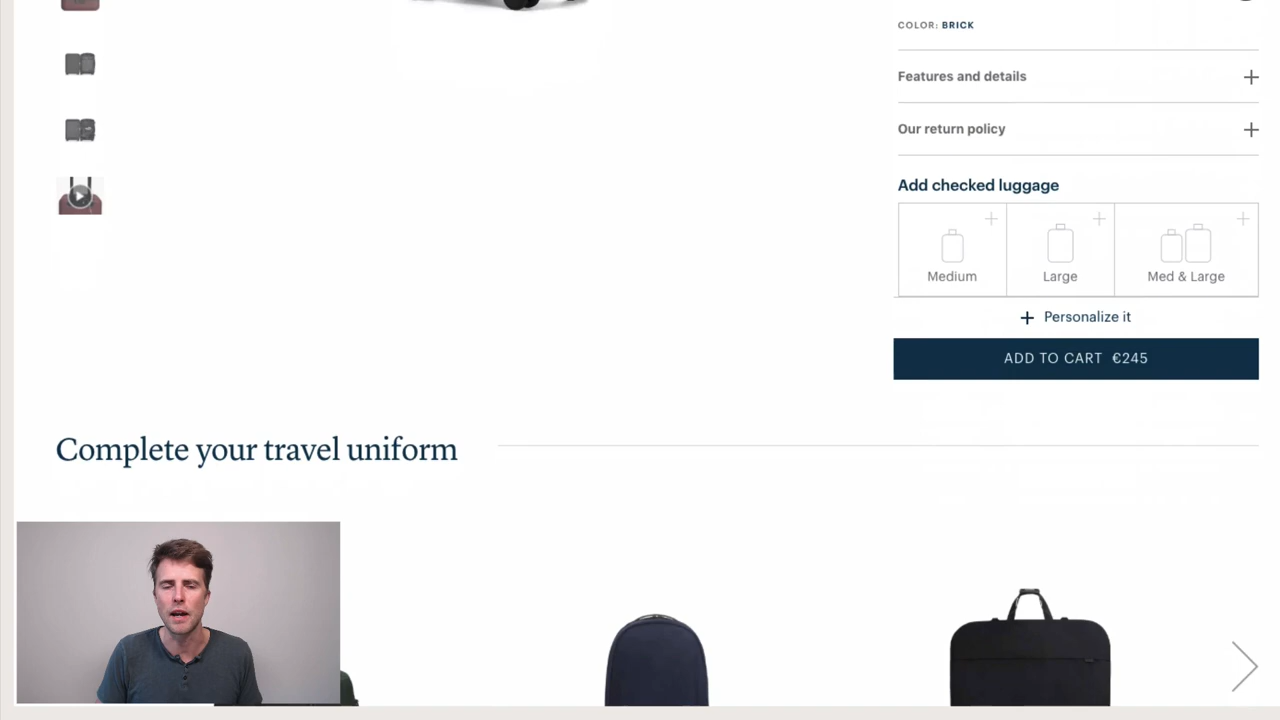 COLOR: BRICK
Features and details
Our return policy
Add checked luggage
Medium
Large
Med & Large
Personalize it
ADD TO CART €245
Complete your travel uniform